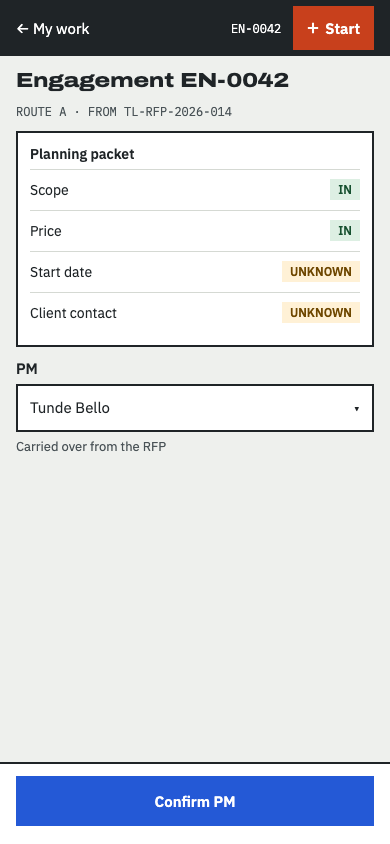 ← My work
EN-0042
+ Start
Engagement EN-0042
ROUTE A · FROM TL-RFP-2026-014
Planning packet
Scope IN
Price IN
Start date UNKNOWN
Client contact UNKNOWN
PM
Tunde Bello
Carried over from the RFP
Confirm PM